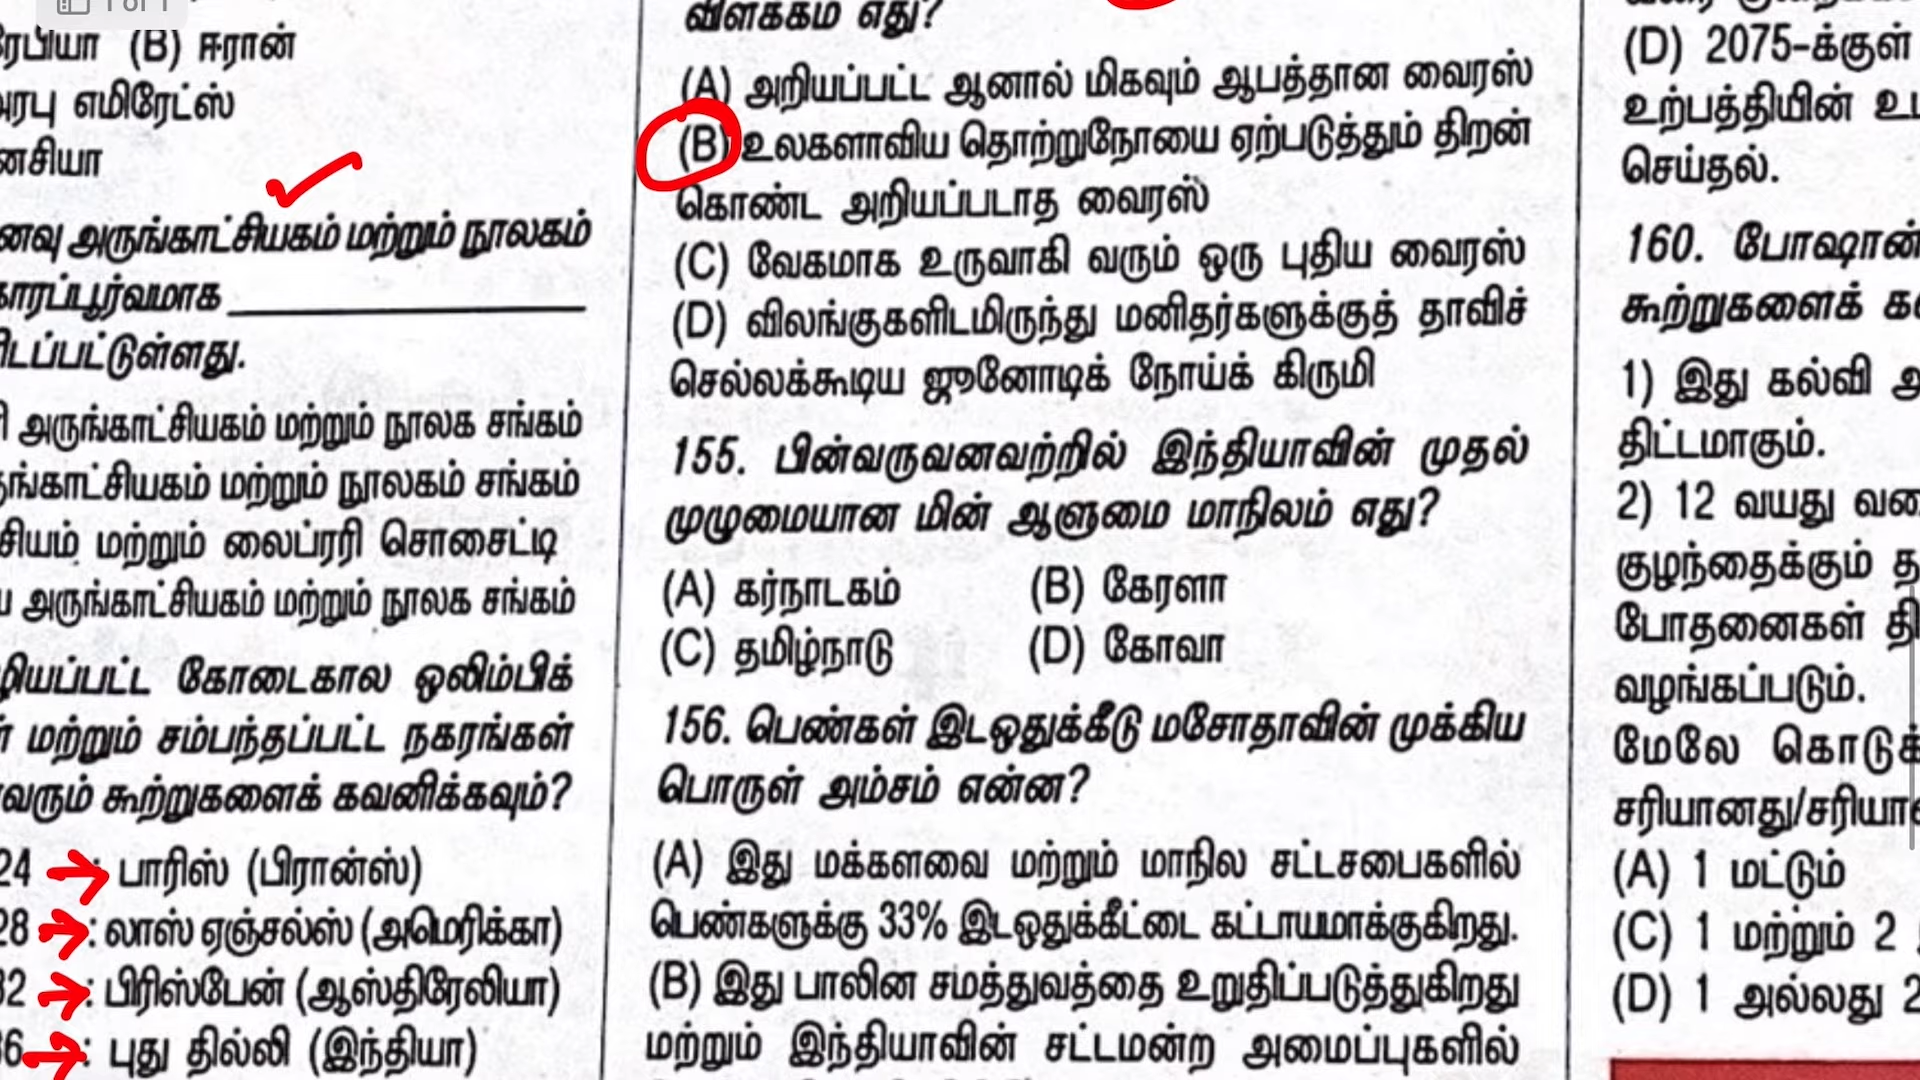 1 of 1
ரேபியா (B) ஈரான்
அரபு எமிரேட்ஸ்
னசியா
னவு அருங்காட்சியகம் மற்றும் நூலகம்
காரப்பூர்வமாக
டப்பட்டுள்ளது.
அருங்காட்சியகம் மற்றும் நூலக சங்கம்
ங்காட்சியகம் மற்றும் நூலகம் சங்கம்
சியம் மற்றும் லைப்ரரி சொசைட்டி
அருங்காட்சியகம் மற்றும் நூலக சங்கம்
ழியப்பட்ட கோடைகால ஒலிம்பிக்
மற்றும் சம்பந்தப்பட்ட நகரங்கள்
வரும் கூற்றுகளைக் கவனிக்கவும்?
24 : பாரிஸ் (பிரான்ஸ்)
28 : லாஸ் ஏஞ்சல்ஸ் (அமெரிக்கா)
32 : பிரிஸ்பேன் (ஆஸ்திரேலியா)
36 : புது தில்லி (இந்தியா)
விளக்கம் எது?
(A) அறியப்பட்ட ஆனால் மிகவும் ஆபத்தான வைரஸ்
(B) உலகளாவிய தொற்றுநோயை ஏற்படுத்தும் திறன்
கொண்ட அறியப்படாத வைரஸ்
(C) வேகமாக உருவாகி வரும் ஒரு புதிய வைரஸ்
(D) விலங்குகளிடமிருந்து மனிதர்களுக்குத் தாவிச்
செல்லக்கூடிய ஜூனோடிக் நோய்க் கிருமி
155. பின்வருவனவற்றில் இந்தியாவின் முதல்
முழுமையான மின் ஆளுமை மாநிலம் எது?
(A) கர்நாடகம் (B) கேரளா
(C) தமிழ்நாடு (D) கோவா
156. பெண்கள் இடஒதுக்கீடு மசோதாவின் முக்கிய
பொருள் அம்சம் என்ன?
(A) இது மக்களவை மற்றும் மாநில சட்டசபைகளில்
பெண்களுக்கு 33% இடஒதுக்கீட்டை கட்டாயமாக்குகிறது.
(B) இது பாலின சமத்துவத்தை உறுதிப்படுத்துகிறது
மற்றும் இந்தியாவின் சட்டமன்ற அமைப்புகளில்
(D) 2075-க்குள்
உற்பத்தியின்
செய்தல்.
160. போஷான்
கூற்றுகளைக்
1) இது கல்வி
திட்டமாகும்.
2) 12 வயது
குழந்தைக்கும்
போதனைகள்
வழங்கப்படும்.
மேலே
சரியானது/
(A) 1 மட்டும்
(C) 1 மற்றும் 2
(D) 1 அல்லது 2